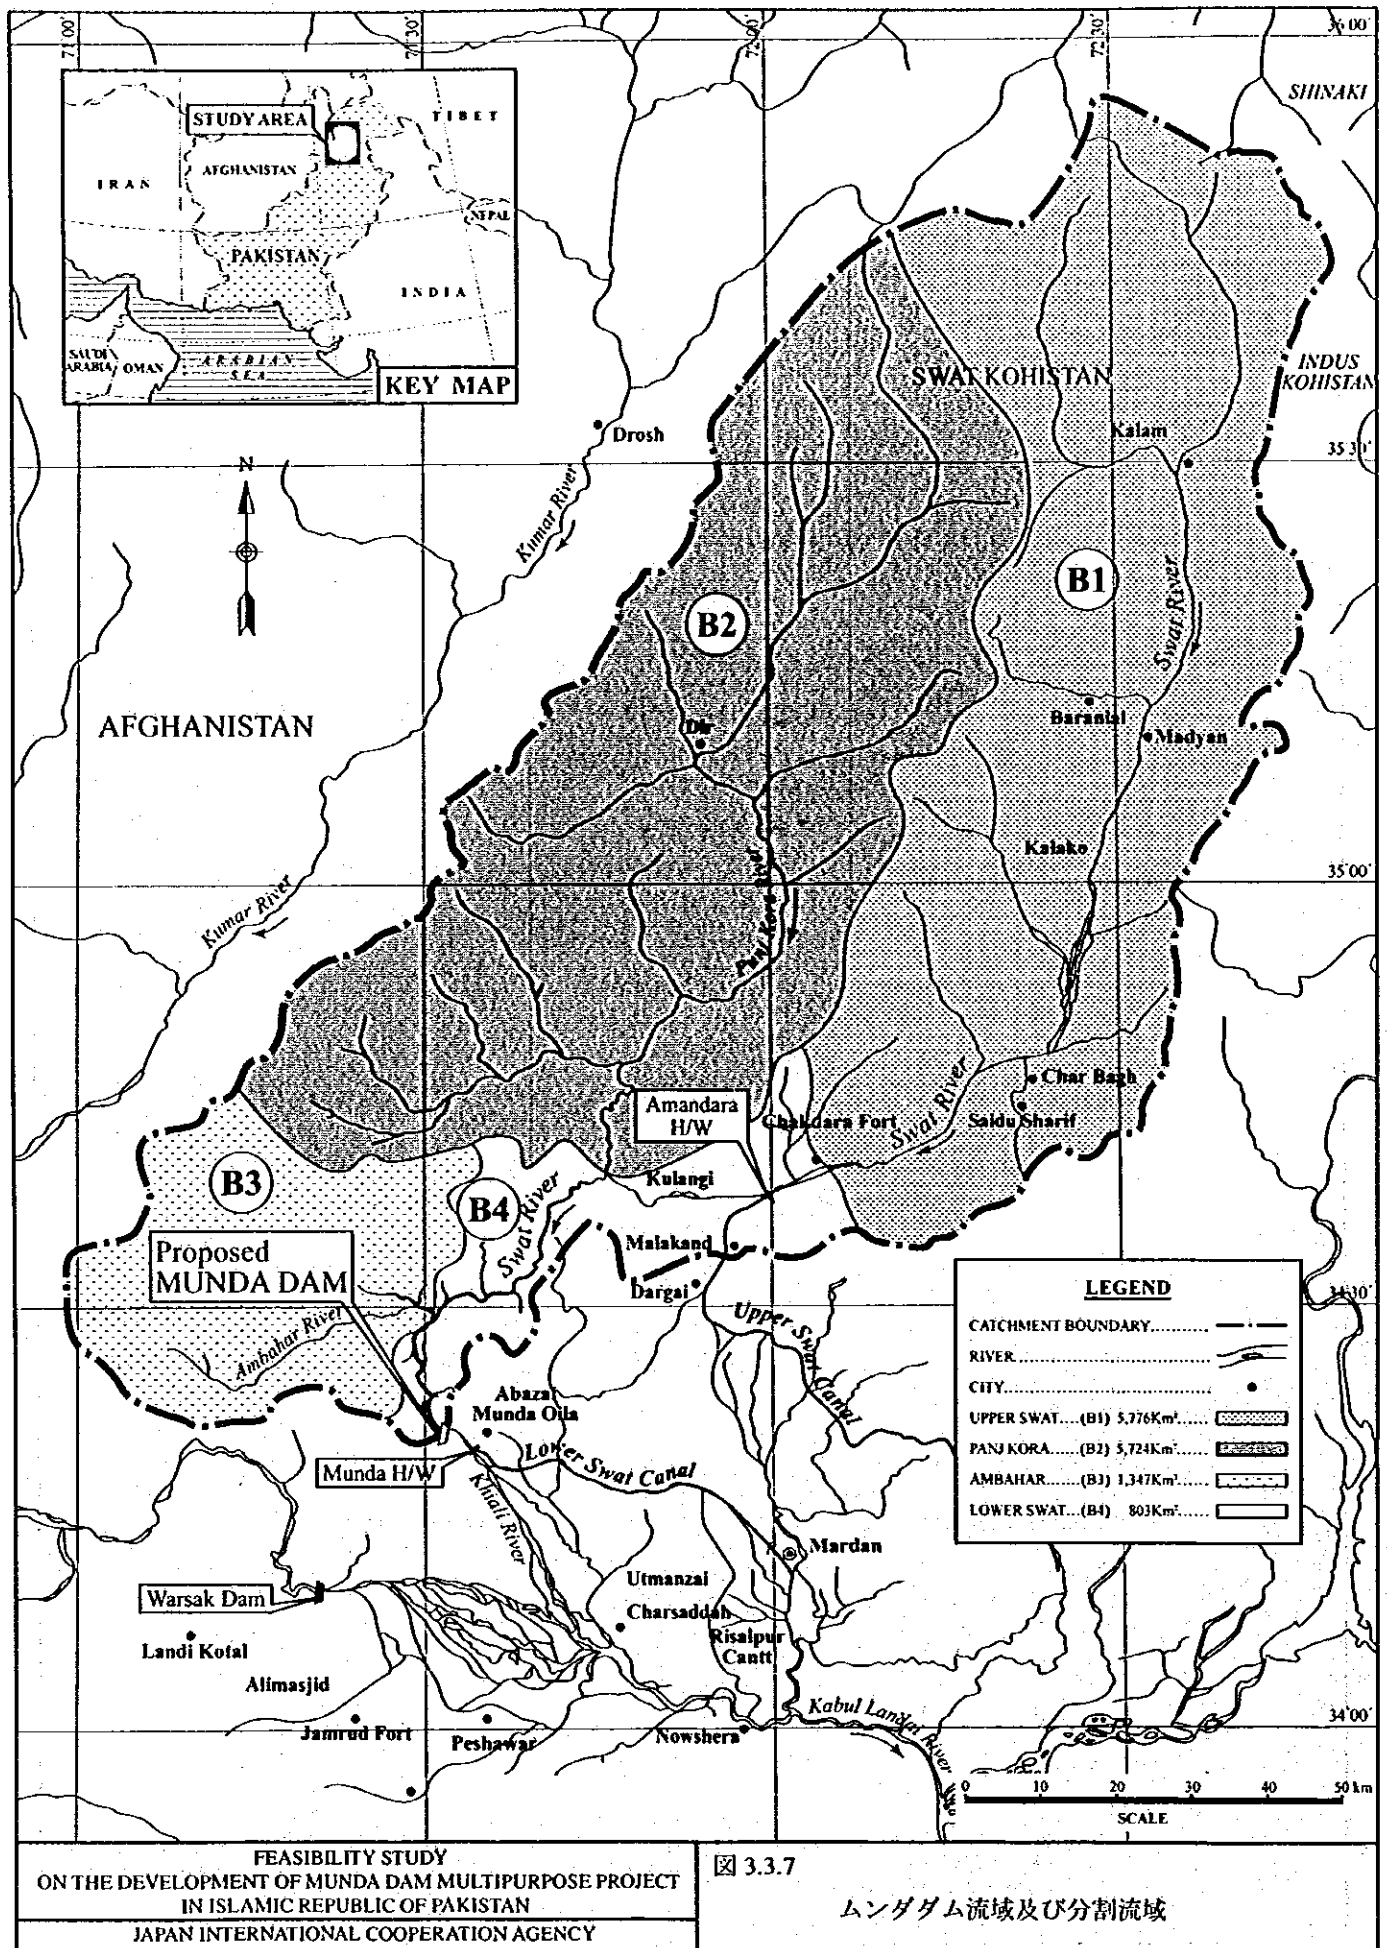 71°00'
71°30'
72°00'
72°30'
36°00'
SHINAKI
STUDY AREA
TIBET
IRAN
AFGHANISTAN
NEPAL
PAKISTAN
INDIA
SAUDI
ARABIA
OMAN
ARABIAN
SEA
KEY MAP
INDUS
KOHISTAN
SWAT KOHISTAN
Drosh
Kalam
35°30'
N
Kumar River
B1
B2
Swat River
AFGHANISTAN
Baranial
Dir
Madyan
Kalako
35°00'
Kumar River
Panj Kora River
Char Bagh
Amandara
H/W
Chakdara Fort
Swat River
Saidu Sharif
B3
Kulangi
B4
Swat River
Malakand
Proposed
MUNDA DAM
Dargai
34°30'
Ambahar River
Upper Swat Canal
LEGEND
CATCHMENT BOUNDARY
RIVER
CITY
UPPER SWAT....(B1) 5,776Km²
PANJ KORA......(B2) 5,724Km²
AMBAHAR.......(B3) 1,347Km²
LOWER SWAT...(B4) 803Km²
Abazai
Munda Qila
Lower Swat Canal
Munda H/W
Khiali River
Mardan
Utmanzai
Warsak Dam
Charsaddah
Landi Kotal
Risalpur
Cantt
Alimasjid
Kabul Landai River
Jamrud Fort
Peshawar
Nowshera
34°00'
0 10 20 30 40 50 km
SCALE
FEASIBILITY STUDY
ON THE DEVELOPMENT OF MUNDA DAM MULTIPURPOSE PROJECT
IN ISLAMIC REPUBLIC OF PAKISTAN
JAPAN INTERNATIONAL COOPERATION AGENCY
図 3.3.7
ムンダダム流域及び分割流域